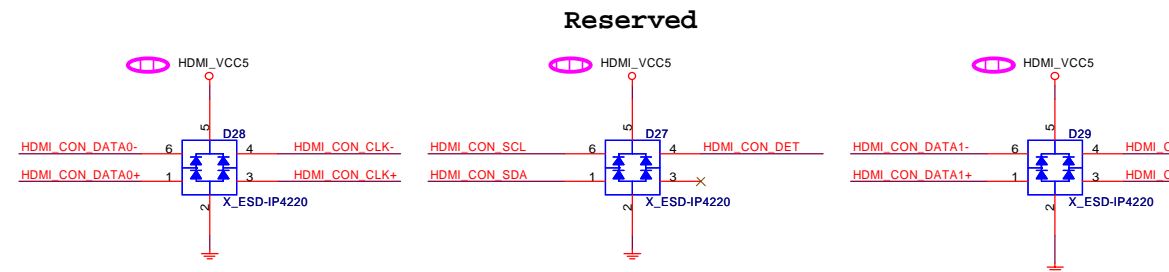 Reserved
HDMI_VCC5
5
D28
HDMI_CON_DATA0- 6 4 HDMI_CON_CLK-
HDMI_CON_DATA0+ 1 3 HDMI_CON_CLK+
2
X_ESD-IP4220
HDMI_VCC5
5
D27
HDMI_CON_SCL 6 4 HDMI_CON_DET
HDMI_CON_SDA 1 3
2
X_ESD-IP4220
HDMI_VCC5
5
D29
HDMI_CON_DATA1- 6 4
HDMI_CON_DATA1+ 1 3
2
X_ESD-IP4220